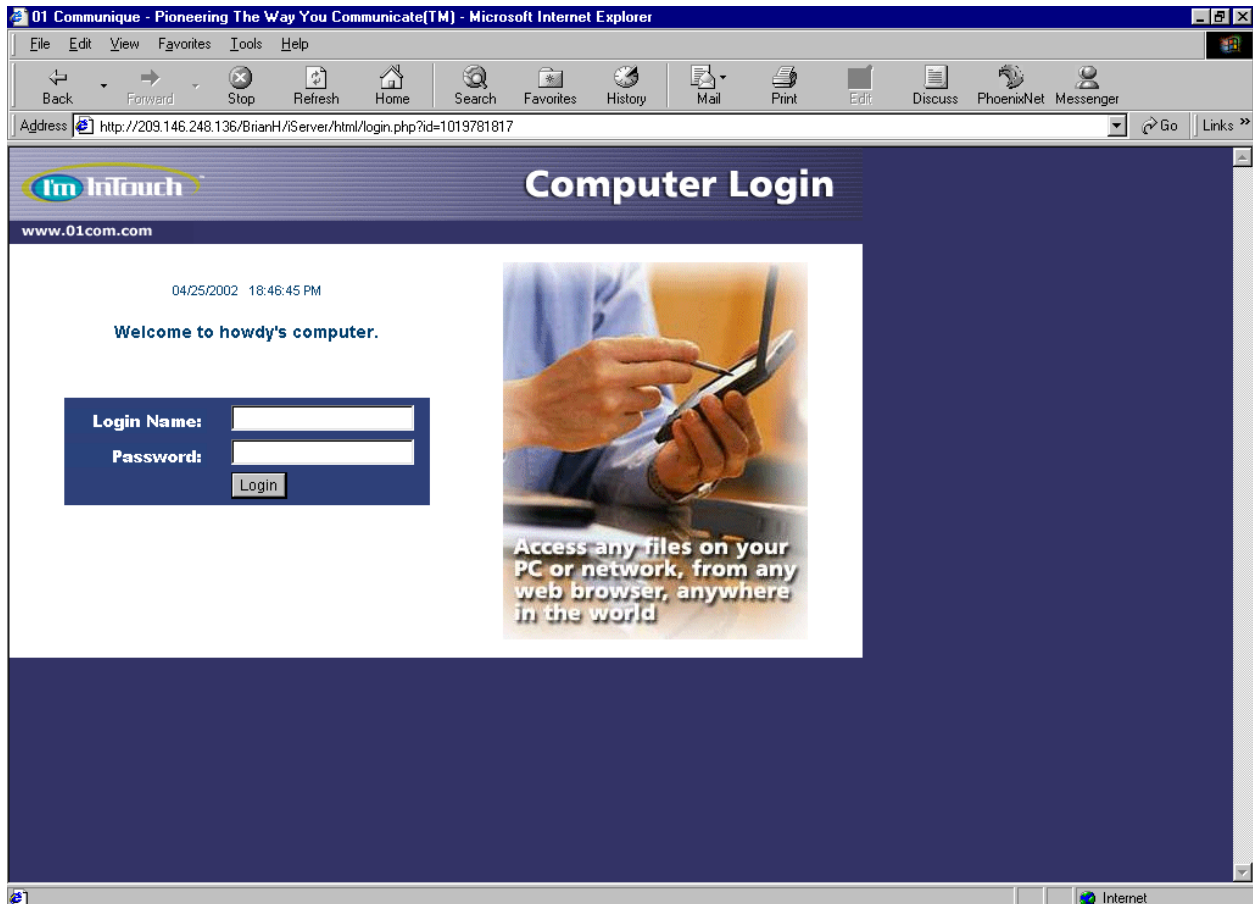 01 Communique - Pioneering The Way You Communicate(TM) - Microsoft Internet Explorer
File Edit View Favorites Tools Help
Back Forward Stop Refresh Home Search Favorites History Mail Print Edit Discuss PhoenixNet Messenger
Address http://209.146.248.136/BrianH/iServer/html/login.php?id=1019781817 Go Links »
I'm InTouch™ Computer Login
www.01com.com
04/25/2002 18:46:45 PM
Welcome to howdy's computer.
Login Name:
Password:
Login
Access any files on your
PC or network, from any
web browser, anywhere
in the world
Internet